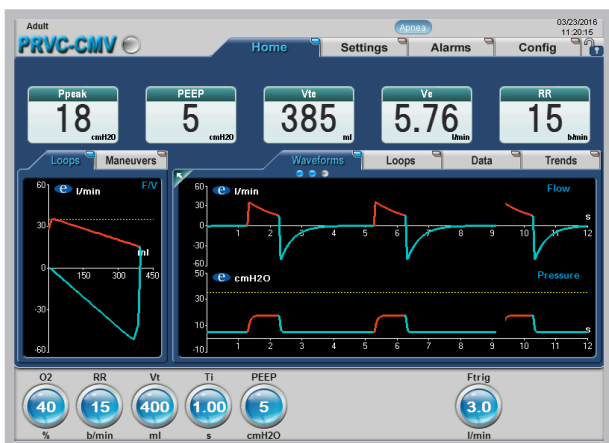 Adult
Apnea
03/23/2016
11:20:15
PRVC-CMV
Home Settings Alarms Config
Ppeak PEEP Vte Ve RR
18 5 385 5.76 15
cmH2O cmH2O ml l/min b/min
Loops Maneuvers Waveforms Loops Data Trends
60 e l/min F/V
30
0
150 300 450
ml
-30
-60
60 e l/min Flow
30
s
1 2 3 4 5 6 7 8 9 10 11 12
-30
-60
50 e cmH2O Pressure
30
10
s
-10 1 2 3 4 5 6 7 8 9 10 11 12
O2 RR Vt Ti PEEP Ftrig
40 15 400 1.00 5 3.0
% b/min ml s cmH2O l/min